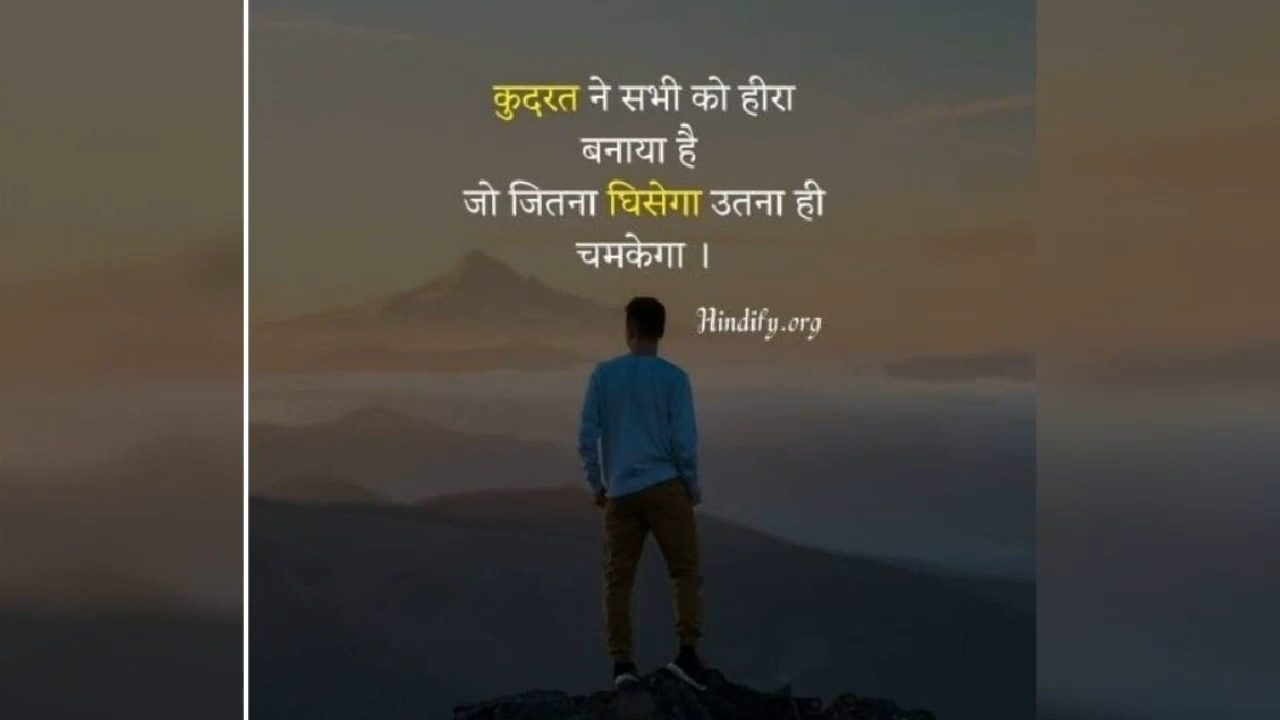 कुदरत ने सभी को हीरा
बनाया है
जो जितना घिसेगा उतना ही
चमकेगा ।
Hindify.org